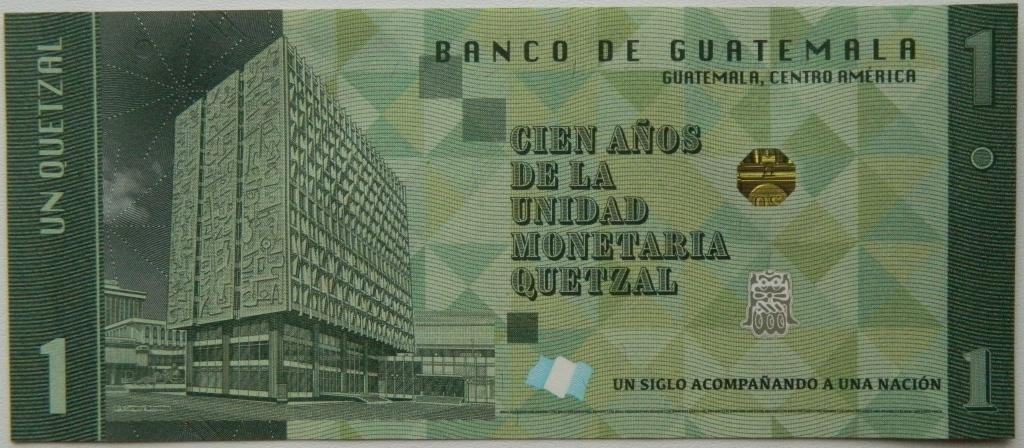 UN QUETZAL
1
BANCO DE GUATEMALA
GUATEMALA, CENTRO AMÉRICA
1
CIEN AÑOS
DE LA
UNIDAD
MONETARIA
QUETZAL
UN SIGLO ACOMPAÑANDO A UNA NACIÓN
1